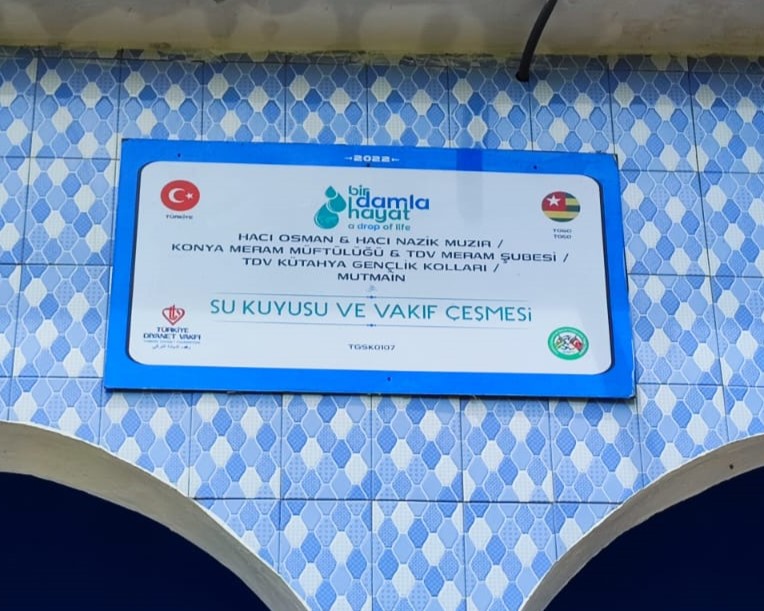 2022
bir
damla
hayat
a drop of life
TÜRKİYE
TOGO
TOGO
HACI OSMAN & HACI NAZİK MUZIR /
KONYA MERAM MÜFTÜLÜĞÜ & TDV MERAM ŞUBESİ /
TDV KÜTAHYA GENÇLİK KOLLARI /
MUTMAİN
SU KUYUSU VE VAKIF ÇEŞMESİ
TÜRKİYE
DİYANET VAKFI
TGSK0107